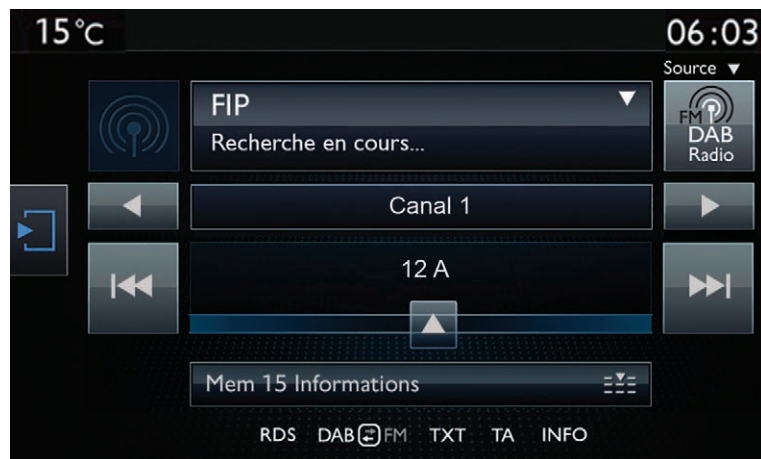 15°C
06:03
Source ▼
FIP ▼
Recherche en cours...
FM
DAB
Radio
Canal 1
12 A
Mem 15 Informations
RDS DAB FM TXT TA INFO